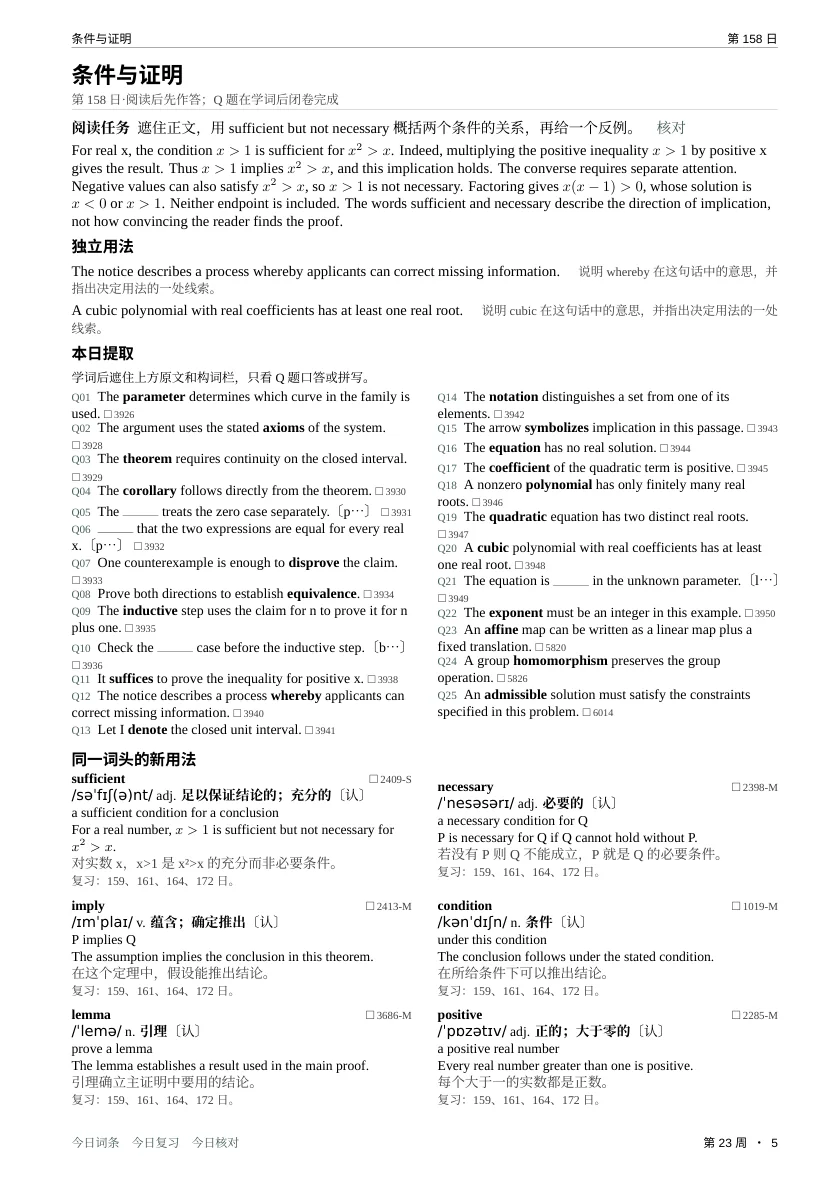 条件与证明 第 158 日
条件与证明
第 158 日·阅读后先作答；Q 题在学词后闭卷完成
阅读任务 遮住正文，用 sufficient but not necessary 概括两个条件的关系，再给一个反例。 核对
For real x, the condition x > 1 is sufficient for x² > x. Indeed, multiplying the positive inequality x > 1 by positive x
gives the result. Thus x > 1 implies x² > x, and this implication holds. The converse requires separate attention.
Negative values can also satisfy x² > x, so x > 1 is not necessary. Factoring gives x(x − 1) > 0, whose solution is
x < 0 or x > 1. Neither endpoint is included. The words sufficient and necessary describe the direction of implication,
not how convincing the reader finds the proof.
独立用法
The notice describes a process whereby applicants can correct missing information. 说明 whereby 在这句话中的意思，并
指出决定用法的一处线索。
A cubic polynomial with real coefficients has at least one real root. 说明 cubic 在这句话中的意思，并指出决定用法的一处
线索。
本日提取
学词后遮住上方原文和构词栏，只看 Q 题口答或拼写。
Q01 The parameter determines which curve in the family is
used. □ 3926
Q02 The argument uses the stated axioms of the system.
□ 3928
Q03 The theorem requires continuity on the closed interval.
□ 3929
Q04 The corollary follows directly from the theorem. □ 3930
Q05 The _____ treats the zero case separately.〔p···〕 □ 3931
Q06 _____ that the two expressions are equal for every real
x.〔p···〕 □ 3932
Q07 One counterexample is enough to disprove the claim.
□ 3933
Q08 Prove both directions to establish equivalence. □ 3934
Q09 The inductive step uses the claim for n to prove it for n
plus one. □ 3935
Q10 Check the _____ case before the inductive step.〔b···〕
□ 3936
Q11 It suffices to prove the inequality for positive x. □ 3938
Q12 The notice describes a process whereby applicants can
correct missing information. □ 3940
Q13 Let I denote the closed unit interval. □ 3941
Q14 The notation distinguishes a set from one of its
elements. □ 3942
Q15 The arrow symbolizes implication in this passage. □ 3943
Q16 The equation has no real solution. □ 3944
Q17 The coefficient of the quadratic term is positive. □ 3945
Q18 A nonzero polynomial has only finitely many real
roots. □ 3946
Q19 The quadratic equation has two distinct real roots.
□ 3947
Q20 A cubic polynomial with real coefficients has at least
one real root. □ 3948
Q21 The equation is _____ in the unknown parameter.〔l···〕
□ 3949
Q22 The exponent must be an integer in this example. □ 3950
Q23 An affine map can be written as a linear map plus a
fixed translation. □ 5820
Q24 A group homomorphism preserves the group
operation. □ 5826
Q25 An admissible solution must satisfy the constraints
specified in this problem. □ 6014
同一词头的新用法
sufficient □ 2409-S
/səˈfɪʃ(ə)nt/ adj. 足以保证结论的；充分的〔认〕
a sufficient condition for a conclusion
For a real number, x > 1 is sufficient but not necessary for
x² > x.
对实数 x，x>1 是 x²>x 的充分而非必要条件。
复习：159、161、164、172 日。
necessary □ 2398-M
/ˈnesəsərɪ/ adj. 必要的〔认〕
a necessary condition for Q
P is necessary for Q if Q cannot hold without P.
若没有 P 则 Q 不能成立，P 就是 Q 的必要条件。
复习：159、161、164、172 日。
imply □ 2413-M
/ɪmˈplaɪ/ v. 蕴含；确定推出〔认〕
P implies Q
The assumption implies the conclusion in this theorem.
在这个定理中，假设能推出结论。
复习：159、161、164、172 日。
condition □ 1019-M
/kənˈdɪʃn/ n. 条件〔认〕
under this condition
The conclusion follows under the stated condition.
在所给条件下可以推出结论。
复习：159、161、164、172 日。
lemma □ 3686-M
/ˈlemə/ n. 引理〔认〕
prove a lemma
The lemma establishes a result used in the main proof.
引理确立主证明中要用的结论。
复习：159、161、164、172 日。
positive □ 2285-M
/ˈpɒzətɪv/ adj. 正的；大于零的〔认〕
a positive real number
Every real number greater than one is positive.
每个大于一的实数都是正数。
复习：159、161、164、172 日。
今日词条 今日复习 今日核对 第 23 周 · 5